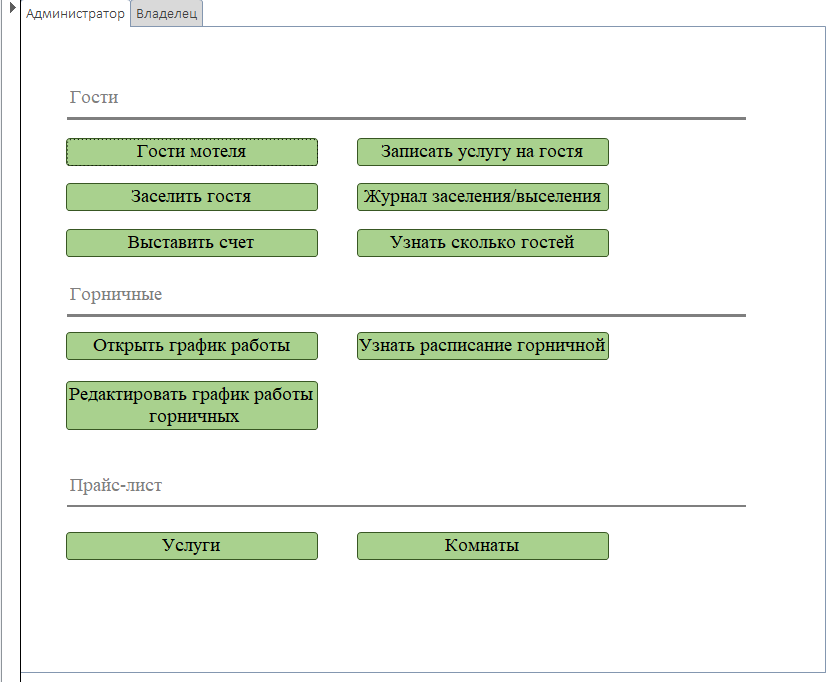 Администратор Владелец
Гости
Гости мотеля Записать услугу на гостя
Заселить гостя Журнал заселения/выселения
Выставить счет Узнать сколько гостей
Горничные
Открыть график работы Узнать расписание горничной
Редактировать график работы
горничных
Прайс-лист
Услуги Комнаты